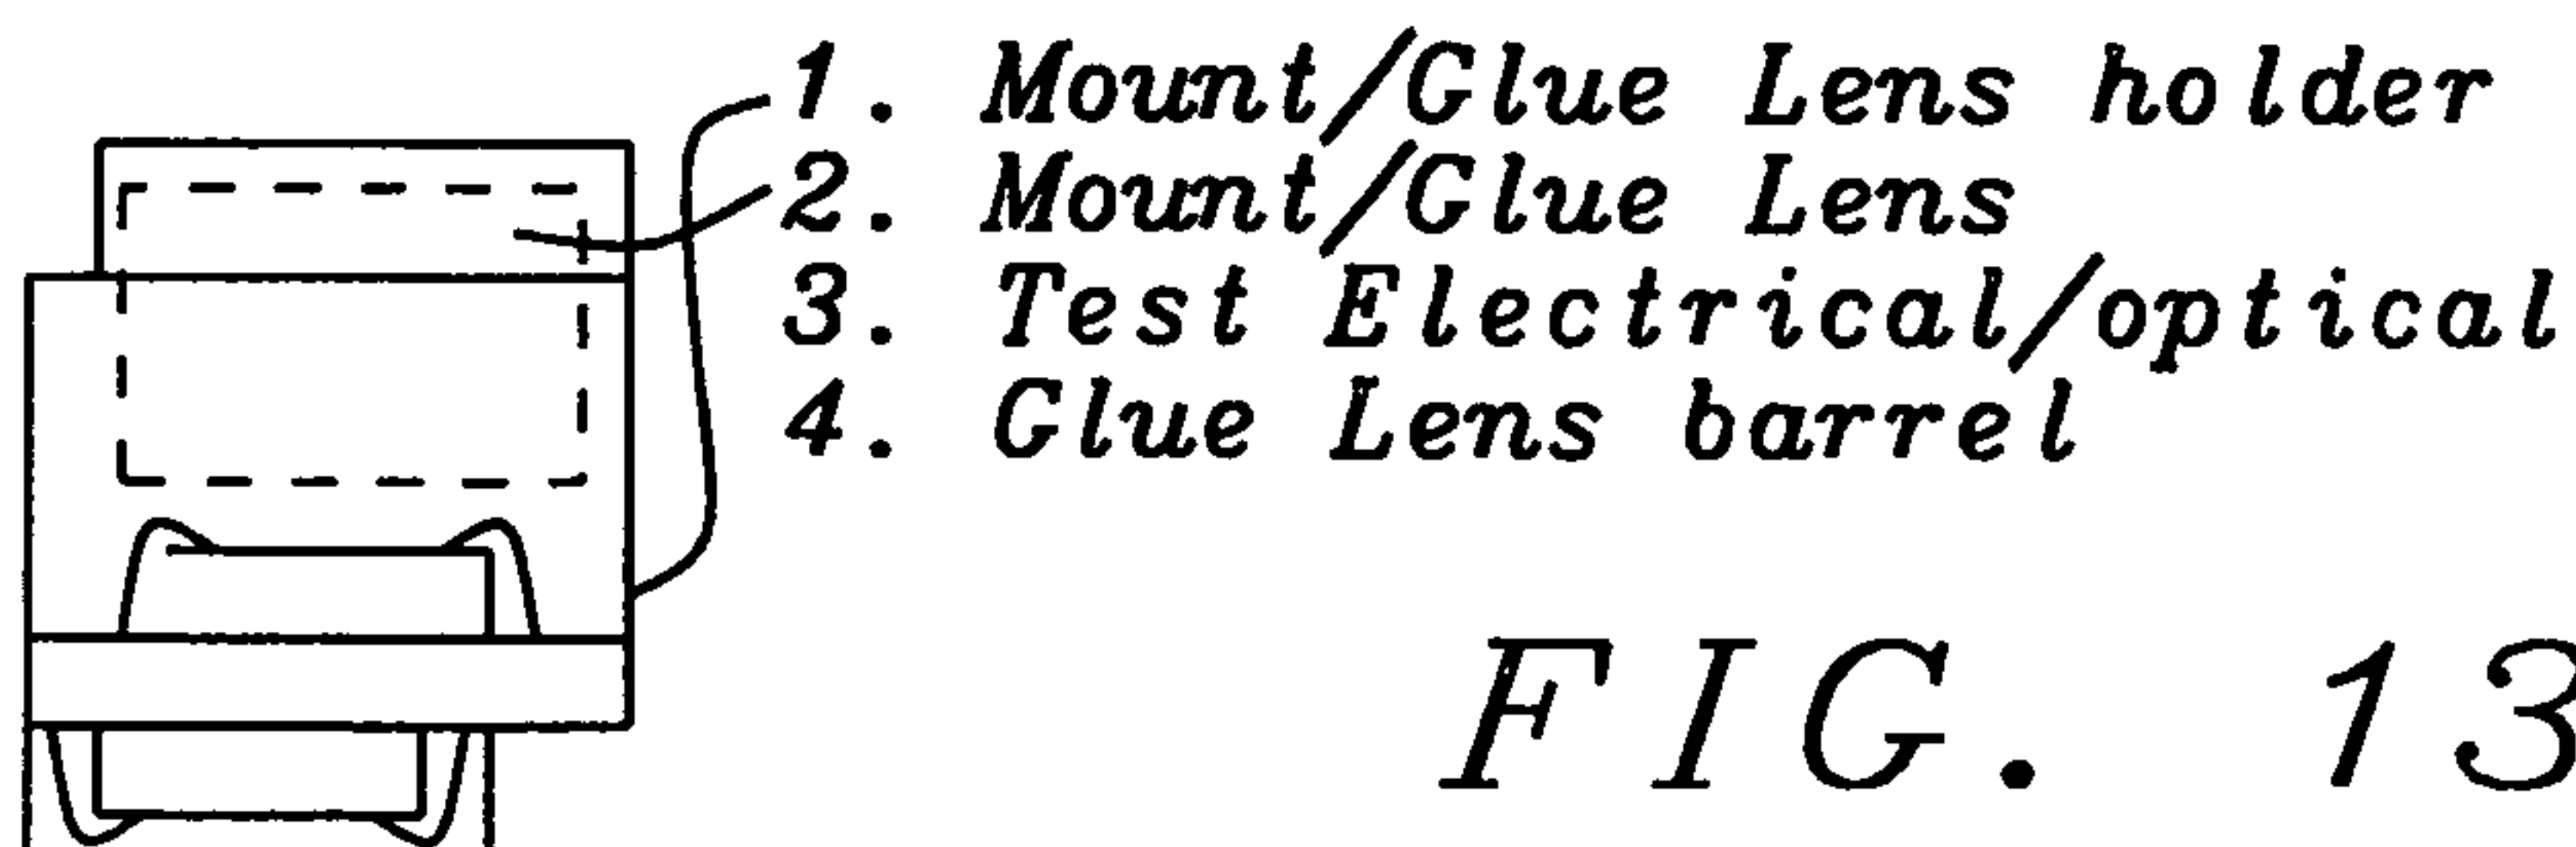 1. Mount/Glue Lens holder
2. Mount/Glue Lens
3. Test Electrical/optical
4. Glue Lens barrel
FIG. 13